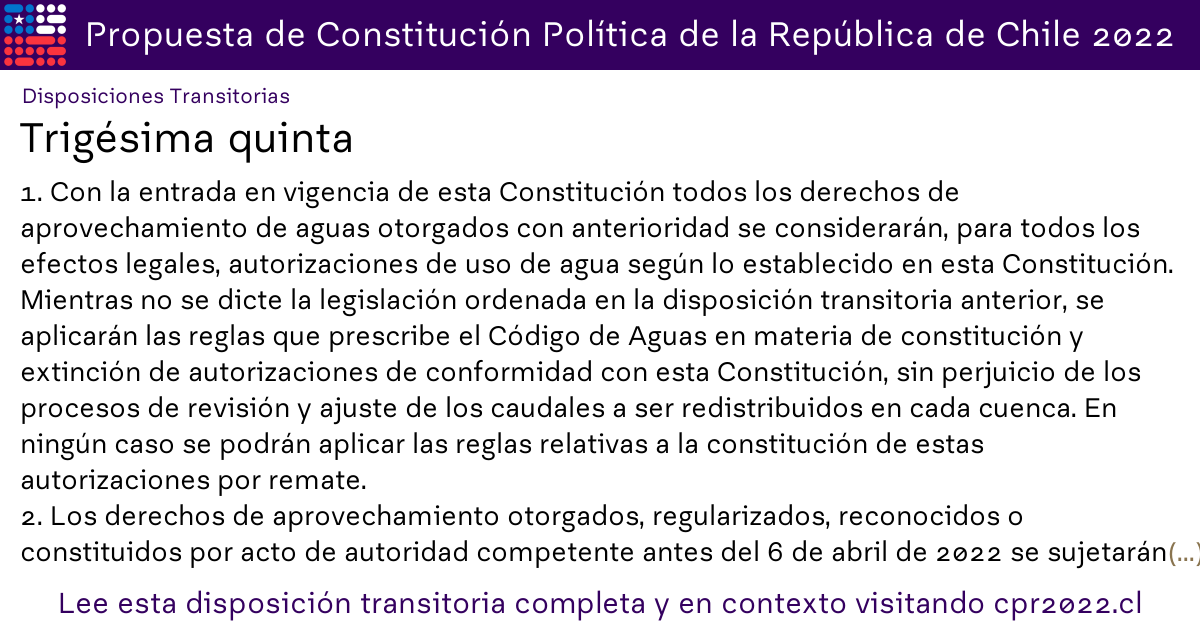 Propuesta de Constitución Política de la República de Chile 2022
Disposiciones Transitorias
Trigésima quinta
1. Con la entrada en vigencia de esta Constitución todos los derechos de
aprovechamiento de aguas otorgados con anterioridad se considerarán, para todos los
efectos legales, autorizaciones de uso de agua según lo establecido en esta Constitución.
Mientras no se dicte la legislación ordenada en la disposición transitoria anterior, se
aplicarán las reglas que prescribe el Código de Aguas en materia de constitución y
extinción de autorizaciones de conformidad con esta Constitución, sin perjuicio de los
procesos de revisión y ajuste de los caudales a ser redistribuidos en cada cuenca. En
ningún caso se podrán aplicar las reglas relativas a la constitución de estas
autorizaciones por remate.
2. Los derechos de aprovechamiento otorgados, regularizados, reconocidos o
constituidos por acto de autoridad competente antes del 6 de abril de 2022 se sujetarán(...)
Lee esta disposición transitoria completa y en contexto visitando cpr2022.cl